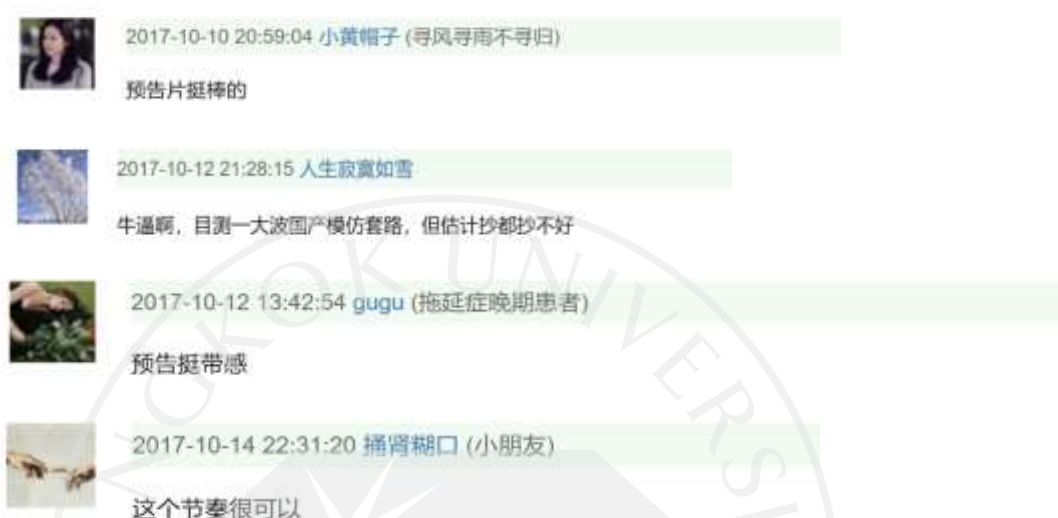 2017-10-10 20:59:04 小黄帽子 (寻风寻雨不寻归)
预告片挺棒的
2017-10-12 21:28:15 人生寂寞如雪
牛逼啊，目测一大波国产模仿套路，但估计抄都抄不好
2017-10-12 13:42:54 gugu (拖延症晚期患者)
预告挺带感
2017-10-14 22:31:20 捅肾糊口 (小朋友)
这个节奏很可以
NGKOK UNIVERSI